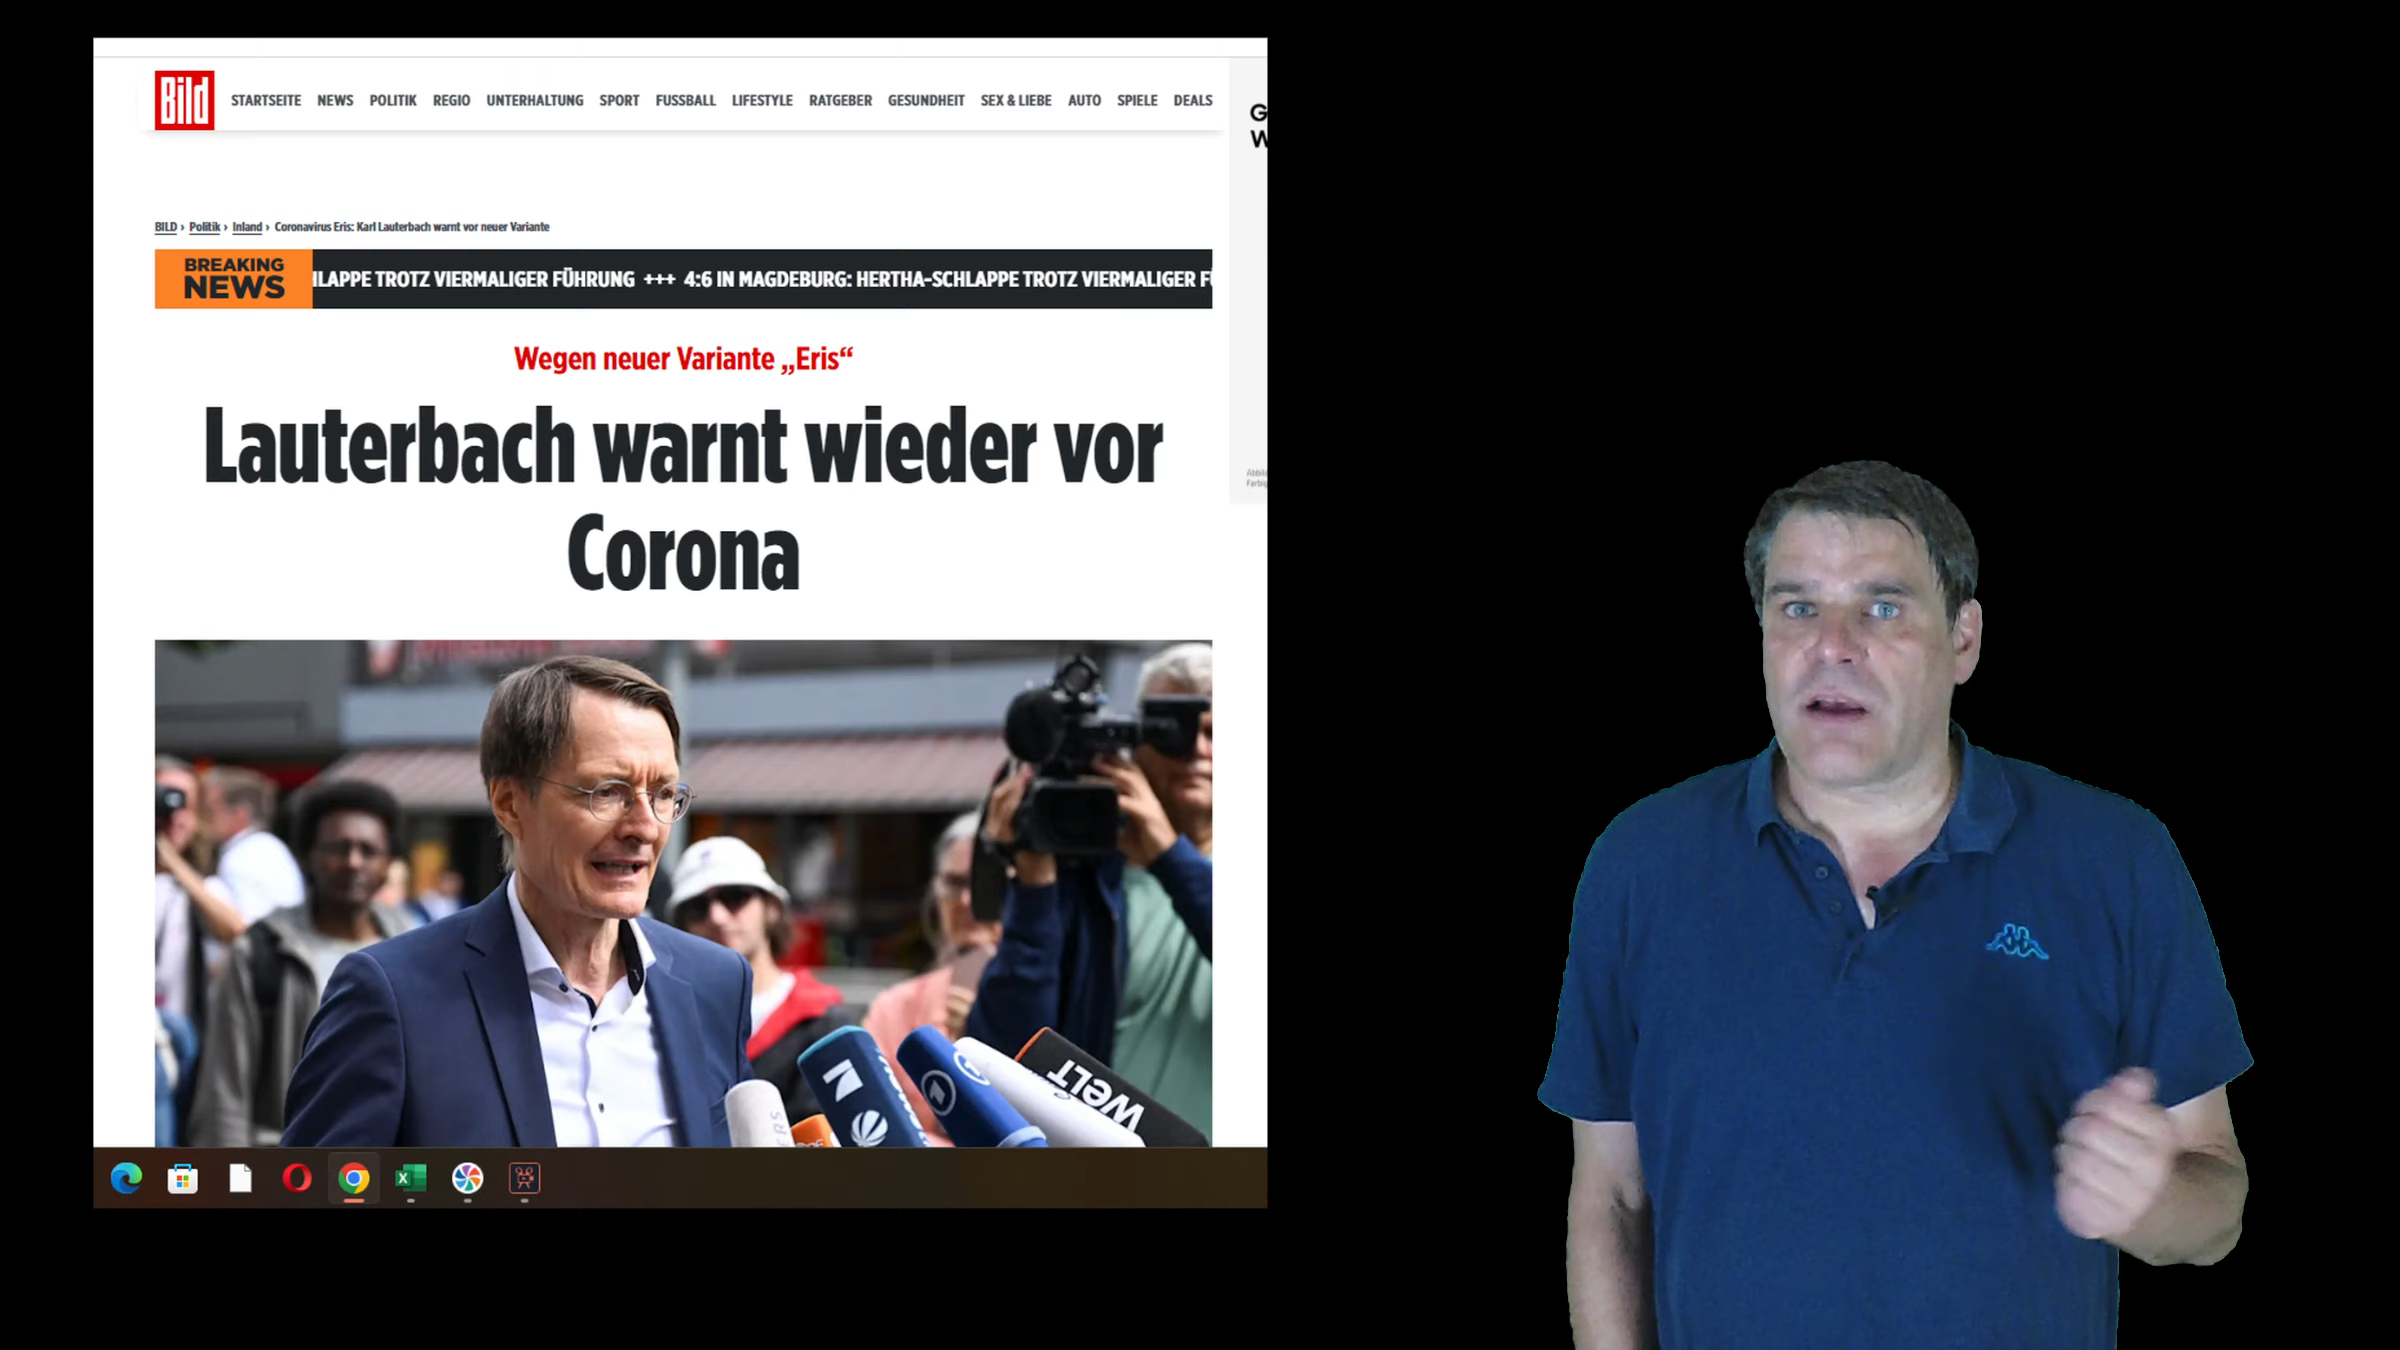 Bild STARTSEITE NEWS POLITIK REGIO UNTERHALTUNG SPORT FUSSBALL LIFESTYLE RATGEBER GESUNDHEIT SEX & LIEBE AUTO SPIELE DEALS
BILD › Politik › Inland › Coronavirus Eris: Karl Lauterbach warnt vor neuer Variante
BREAKING
NEWS
TROTZ VIERMALIGER FÜHRUNG +++ 4:6 IN MAGDEBURG: HERTHA-SCHLAPPE TROTZ VIERMALIGER
Wegen neuer Variante „Eris“
Lauterbach warnt wieder vor
Corona
welt